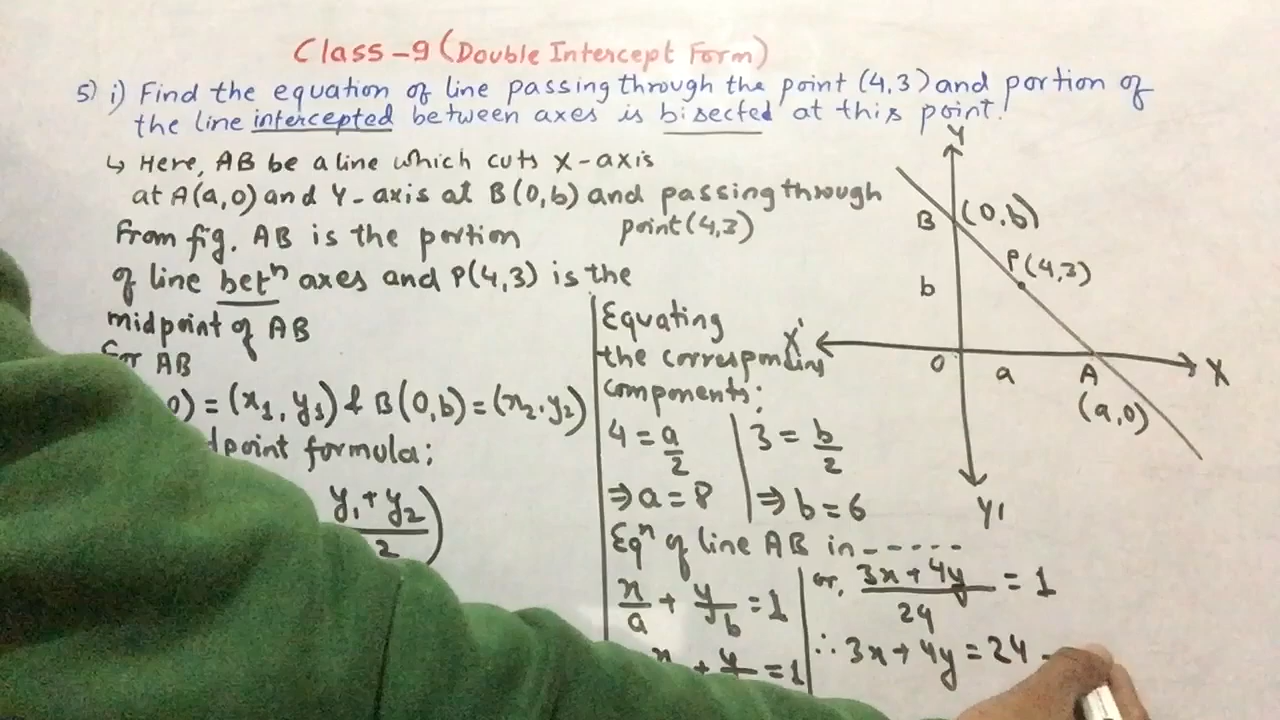 Class-9 (Double Intercept Form)
5) i) Find the equation of line passing through the point (4,3) and portion of
the line intercepted between axes is bisected at this point.
↳ Here, AB be a line which cuts X-axis
at A(a,0) and Y-axis at B(0,b) and passing through
point(4,3)
From fig. AB is the portion
of line betⁿ axes and P(4,3) is the
midpoint of AB
For AB
0) = (x₁, y₁) & B(0,b) = (x₂, y₂)
point formula;
y₁+y₂)
2
Equating
the corresponding
components:
4 = a/2 | 3 = b/2
⇒ a = 8 | ⇒ b = 6
Eqⁿ of line AB in-----
x/a + y/b = 1
x + y = 1
or, 3x+4y/24 = 1
∴ 3x+4y=24
Y
B (0,b)
P(4,3)
b
X'
O a A X
(a,0)
Y'